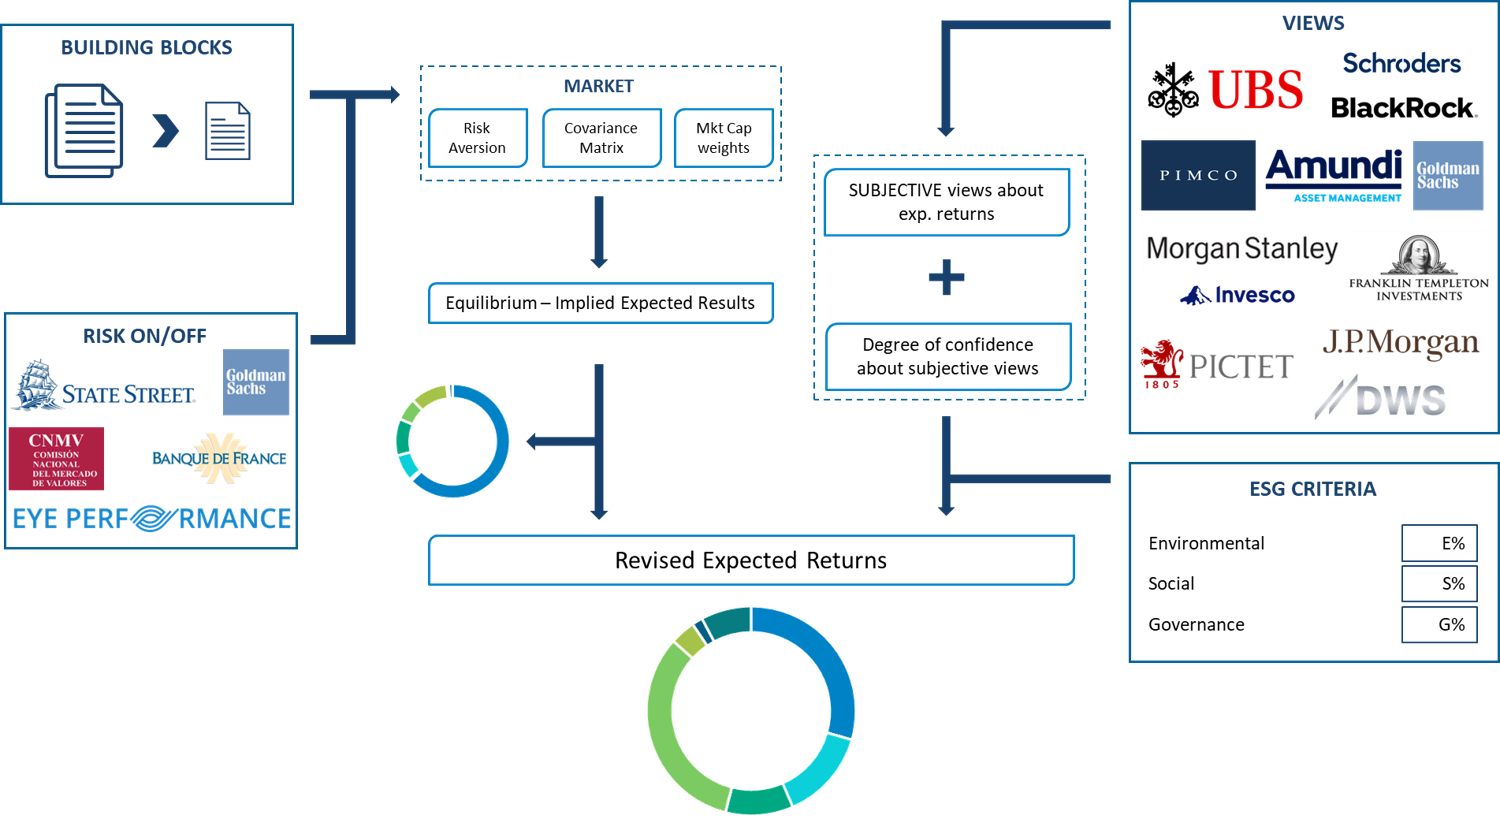 BUILDING BLOCKS
RISK ON/OFF
STATE STREET.
Goldman
Sachs
CNMV
COMISIÓN
NACIONAL
DEL MERCADO
DE VALORES
BANQUE DE FRANCE
EYE PERFORMANCE
MARKET
Risk
Aversion
Covariance
Matrix
Mkt Cap
weights
Equilibrium – Implied Expected Results
SUBJECTIVE views about
exp. returns
+
Degree of confidence
about subjective views
Revised Expected Returns
VIEWS
UBS
Schroders
BlackRock.
PIMCO
Amundi
ASSET MANAGEMENT
Goldman
Sachs
Morgan Stanley
Invesco
FRANKLIN TEMPLETON
INVESTMENTS
1805
PICTET
J.P.Morgan
DWS
ESG CRITERIA
Environmental E%
Social S%
Governance G%